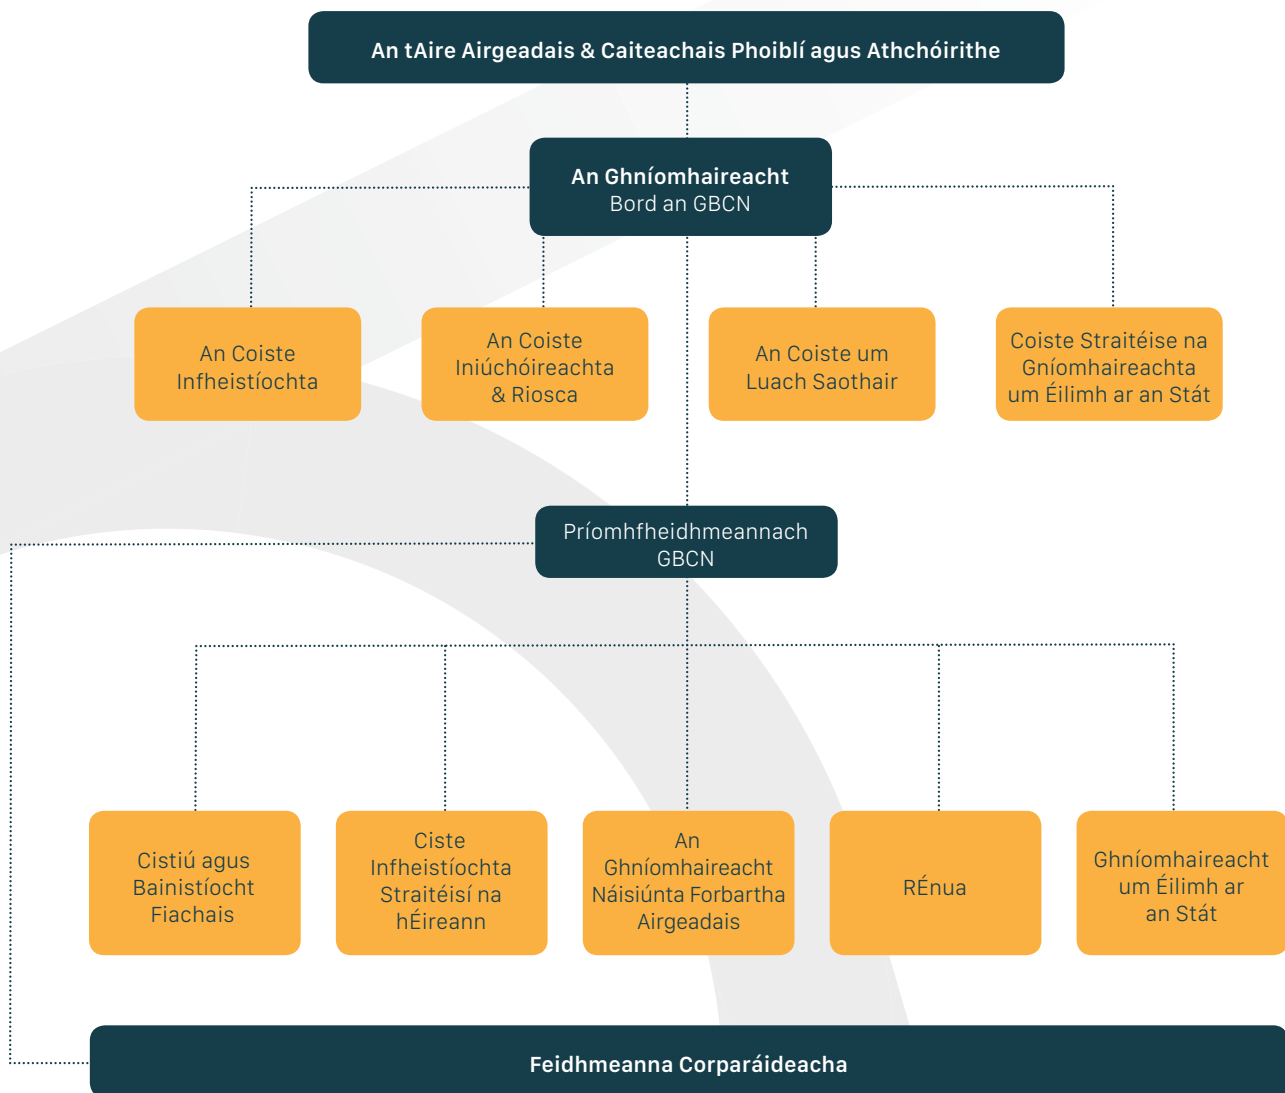 An tAire Airgeadais & Caiteachais Phoiblí agus Athchóirithe
An Ghníomhaireacht
Bord an GBCN
An Coiste
Infheistíochta
An Coiste
Iniúchóireachta
& Riosca
An Coiste um
Luach Saothair
Coiste Straitéise na
Gníomhaireachta
um Éilimh ar an Stát
Príomhfheidhmeannach
GBCN
Cistiú agus
Bainistíocht
Fiachais
Ciste
Infheistíochta
Straitéisí na
hÉireann
An
Ghníomhaireacht
Náisiúnta Forbartha
Airgeadais
RÉnua
Ghníomhaireacht
um Éilimh ar
an Stát
Feidhmeanna Corparáideacha